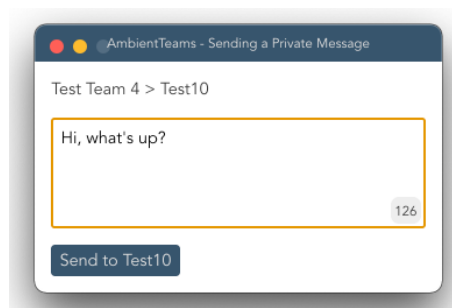 AmbientTeams - Sending a Private Message
Test Team 4 > Test10
Hi, what's up?
126
Send to Test10